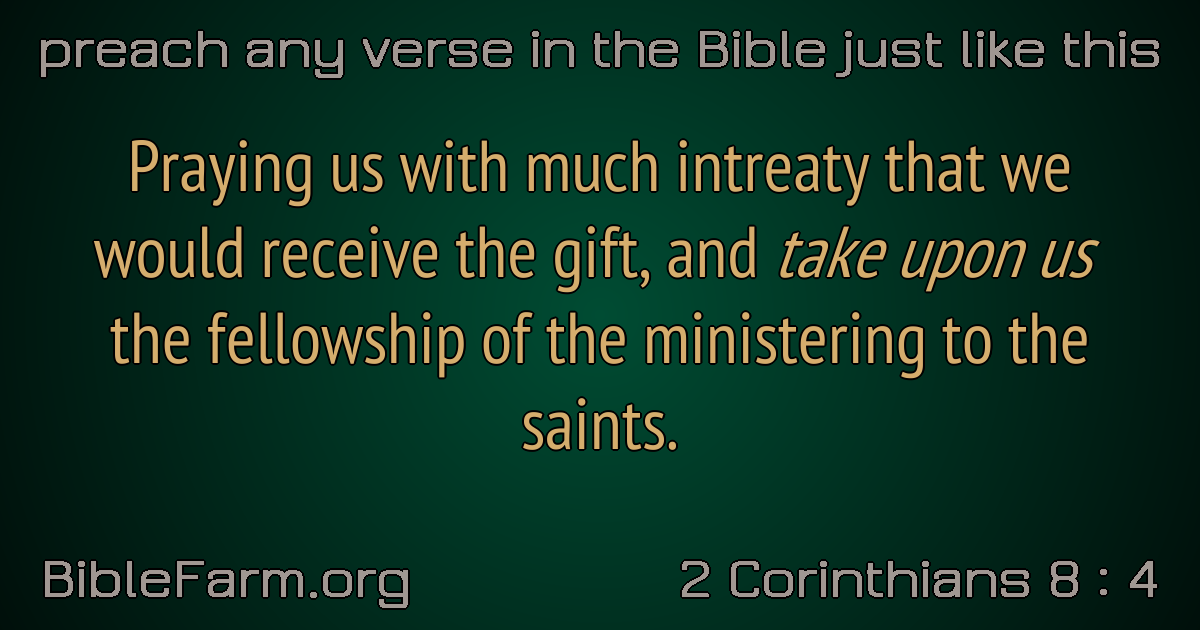 preach any verse in the Bible just like this
Praying us with much intreaty that we
would receive the gift, and take upon us
the fellowship of the ministering to the
saints.
BibleFarm.org
2 Corinthians 8 : 4